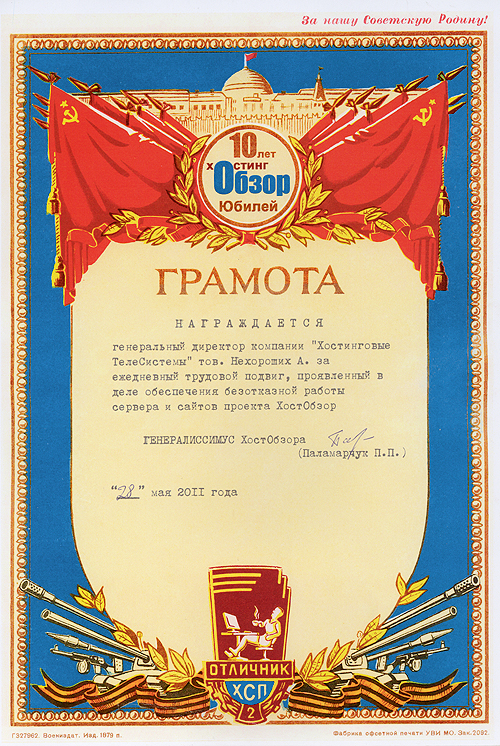 За нашу Советскую Родину!
10 лет
хостинг
Обзор
Юбилей
ГРАМОТА
НАГРАЖДАЕТСЯ
генеральный директор компании "Хостинговые
ТелеСистемы" тов. Нехороших А. за
ежедневный трудовой подвиг, проявленный в
деле обеспечения безотказной работы
сервера и сайтов проекта ХостОбзор
ГЕНЕРАЛИССИМУС ХостОбзора
(Паламарчук П.П.)
"28" мая 2011 года
ОТЛИЧНИК
ХСП
2
Г327962. Воениздат. Изд. 1879 п.
Фабрика офсетной печати УВИ МО. Зак. 2092.